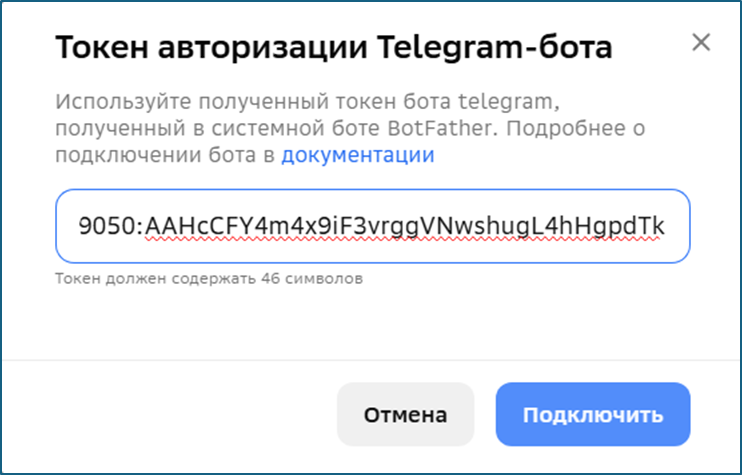 Токен авторизации Telegram-бота
Используйте полученный токен бота telegram,
полученный в системной боте BotFather. Подробнее о
подключении бота в документации
9050:AAHcCFY4m4x9iF3vrggVNwshugL4hHgpdTk
Токен должен содержать 46 символов
Отмена
Подключить